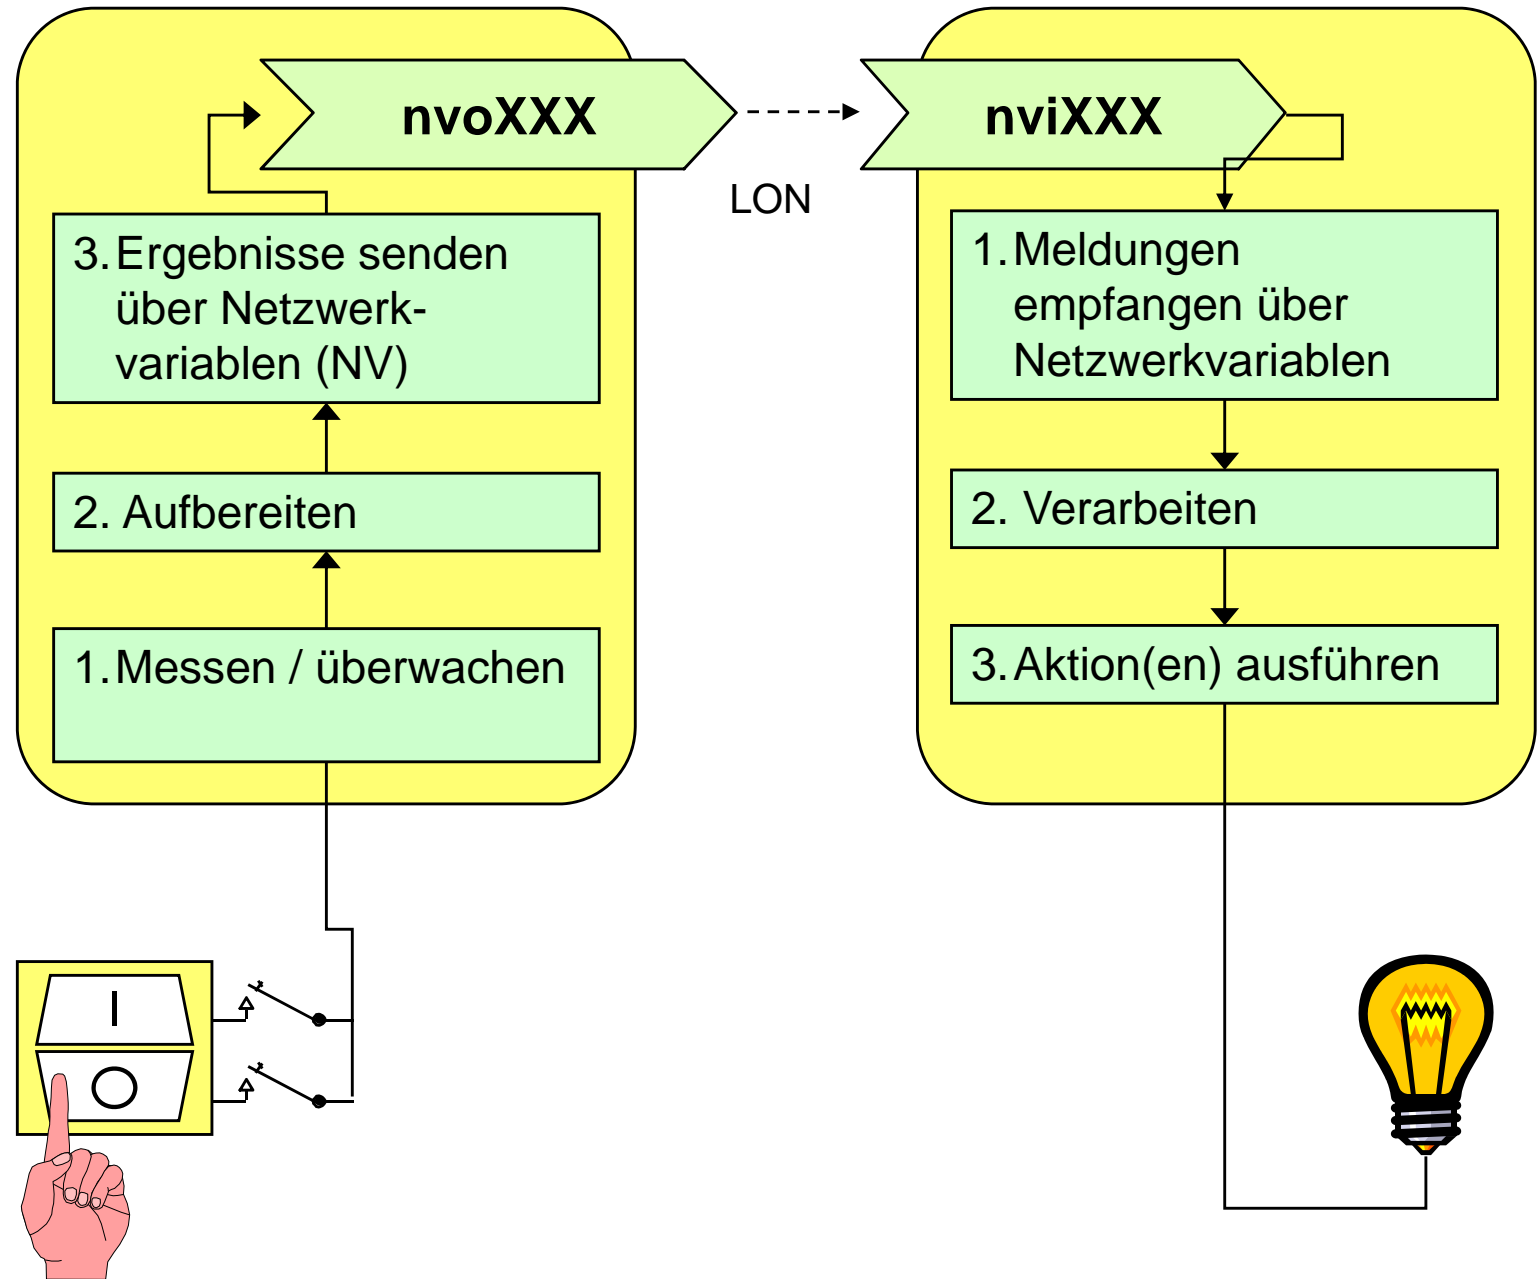 nvoXXX
nviXXX
LON
3. Ergebnisse senden
über Netzwerk-
variablen (NV)
2. Aufbereiten
1. Messen / überwachen
1. Meldungen
empfangen über
Netzwerkvariablen
2. Verarbeiten
3. Aktion(en) ausführen
I
O